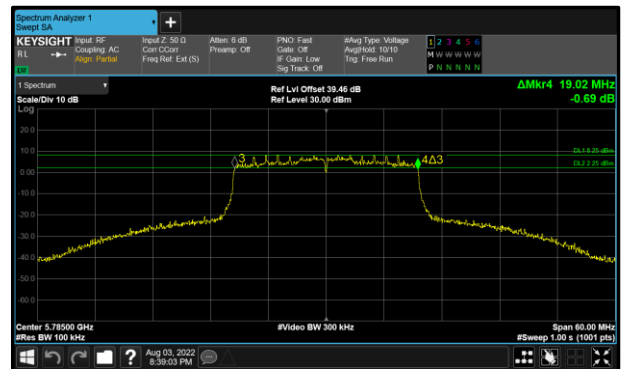 Spectrum Analyzer 1
Swept SA
+
KEYSIGHT
RL
Input: RF
Coupling: AC
Align: Partial
Input Z: 50 Ω
Corr CCorr
Freq Ref: Ext (S)
Atten: 6 dB
Preamp: Off
PNO: Fast
Gate: Off
IF Gain: Low
Sig Track: Off
#Avg Type: Voltage
Avg|Hold: 10/10
Trig: Free Run
1 2 3 4 5 6
M W W W W W
P N N N N N
1 Spectrum
Scale/Div 10 dB
Log
Ref Lvl Offset 39.46 dB
Ref Level 30.00 dBm
ΔMkr4 19.02 MHz
-0.69 dB
20.0
10.0
0.00
-10.0
-20.0
-30.0
-40.0
-50.0
-60.0
3
4Δ3
DL1 8.25 dBm
DL2 2.25 dBm
Center 5.78500 GHz
#Res BW 100 kHz
#Video BW 300 kHz
Span 60.00 MHz
#Sweep 1.00 s (1001 pts)
?
Aug 03, 2022
8:39:03 PM